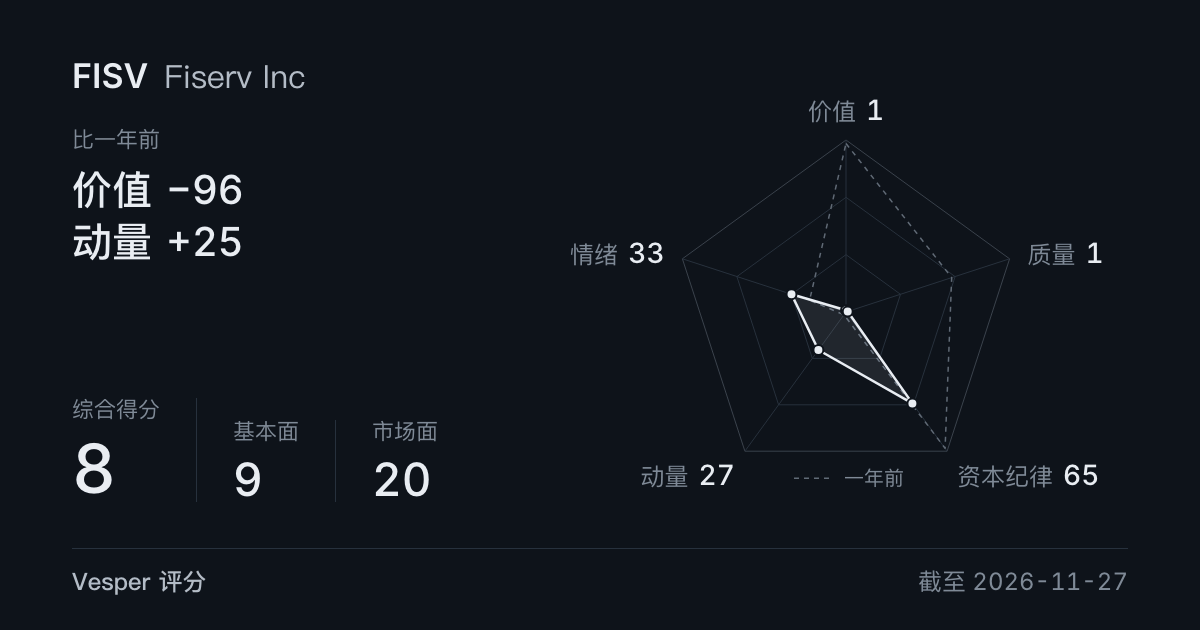 FISV Fiserv Inc
比一年前
价值 −96
动量 +25
综合得分
8
基本面
9
市场面
20
价值 1
质量 1
资本纪律 65
动量 27
情绪 33
一年前
Vesper 评分
截至 2026-11-27